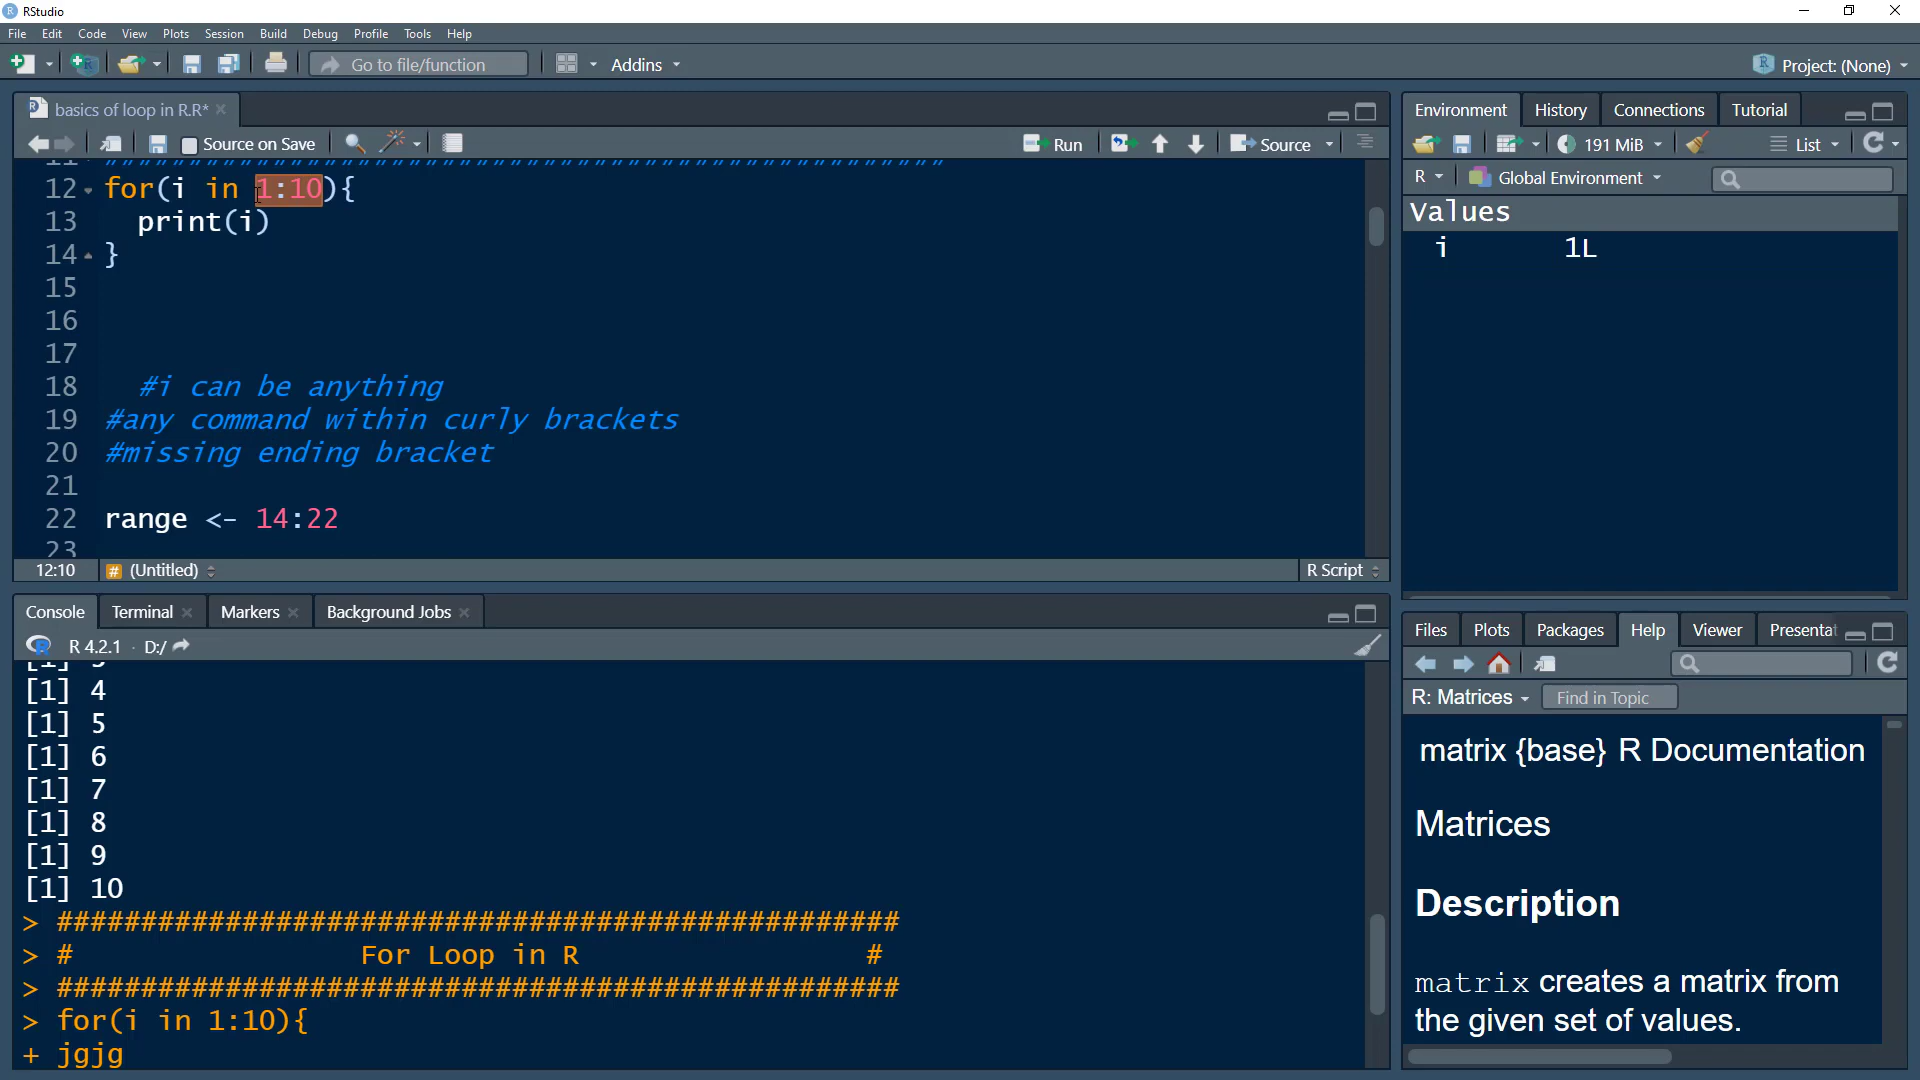 RStudio
File Edit Code View Plots Session Build Debug Profile Tools Help
Go to file/function Addins Project: (None)
basics of loop in R.R*
Source on Save Run Source
11 ##################################################
12 for(i in 1:10){
13 print(i)
14 }
15
16
17
18 #i can be anything
19 #any command within curly brackets
20 #missing ending bracket
21
22 range <- 14:22
23
12:10 # (Untitled) R Script
Console Terminal Markers Background Jobs
R 4.2.1 · D:/
[1] 3
[1] 4
[1] 5
[1] 6
[1] 7
[1] 8
[1] 9
[1] 10
> ##################################################
> # For Loop in R #
> ##################################################
> for(i in 1:10){
+ jgjg
Environment History Connections Tutorial
191 MiB List
R Global Environment
Values
i 1L
Files Plots Packages Help Viewer Presentat
R: Matrices Find in Topic
matrix {base} R Documentation
Matrices
Description
matrix creates a matrix from
the given set of values.